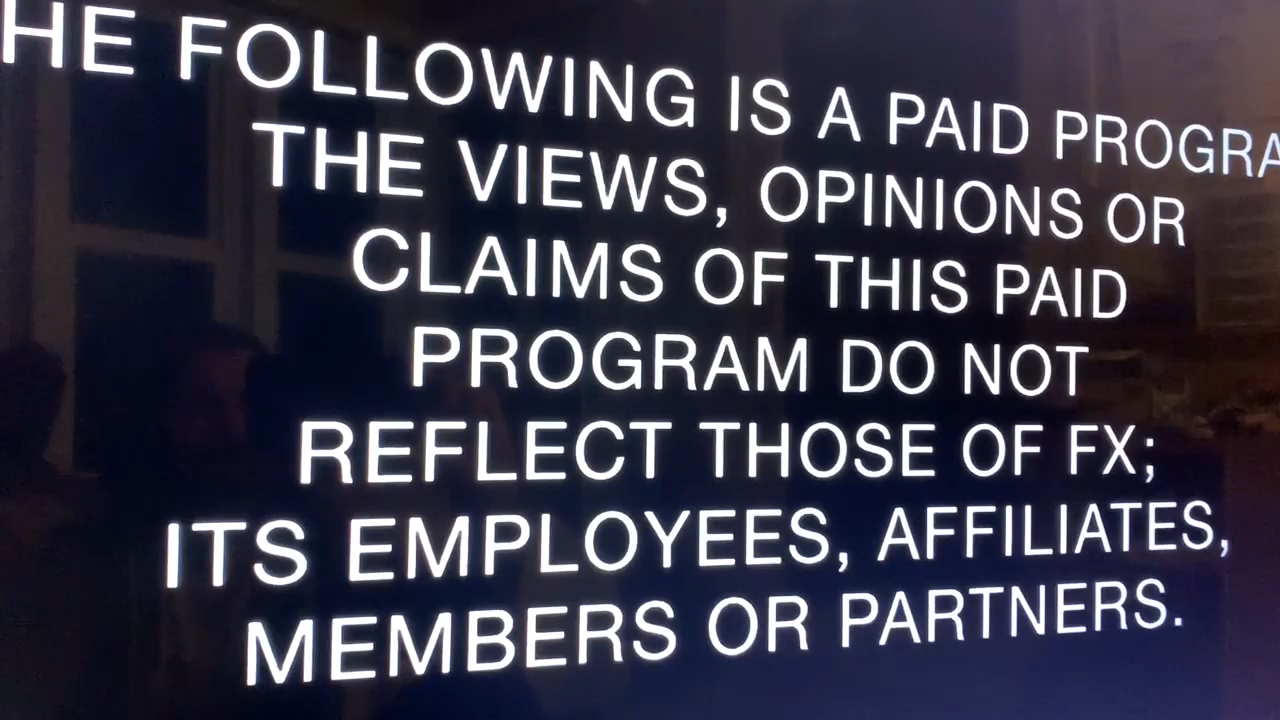 HE FOLLOWING IS A PAID PROGRA
THE VIEWS, OPINIONS OR
CLAIMS OF THIS PAID
PROGRAM DO NOT
REFLECT THOSE OF FX;
ITS EMPLOYEES, AFFILIATES,
MEMBERS OR PARTNERS.